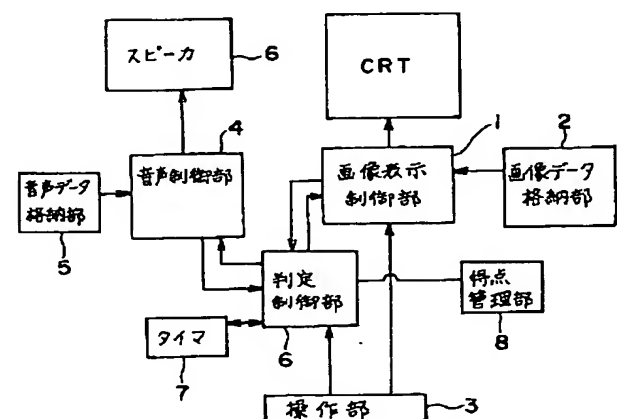 スピーカ
6
CRT
4
1
2
音声データ
格納部
5
音声制御部
画像表示
制御部
画像データ
格納部
判定
制御部
6
得点
管理部
8
タイマ
7
操作部
3